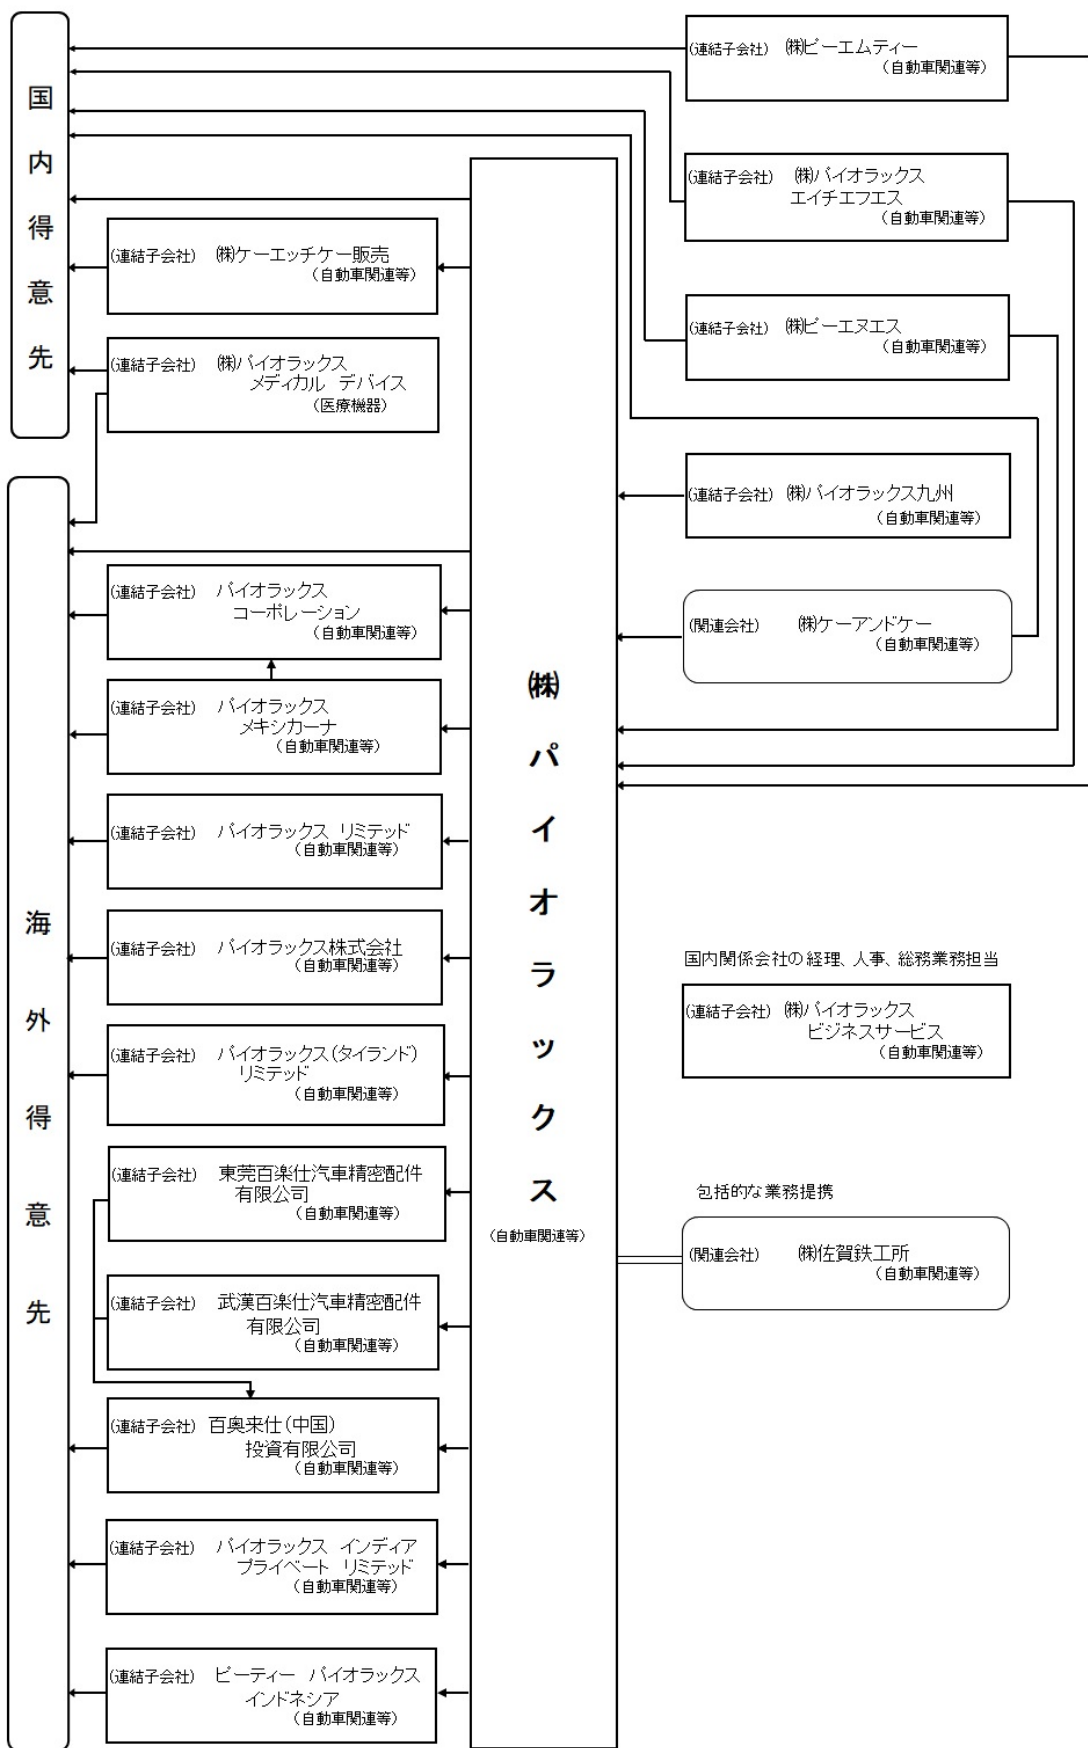 国内得意先
(連結子会社) ㈱ピーエムティー
(自動車関連等)
(連結子会社) ㈱パイオラックス
エイチエフエス
(自動車関連等)
(連結子会社) ㈱ケーエッチケー販売
(自動車関連等)
(連結子会社) ㈱ピーエヌエス
(自動車関連等)
(連結子会社) ㈱パイオラックス
メディカル デバイス
(医療機器)
(連結子会社) ㈱パイオラックス九州
(自動車関連等)
海外得意先
(連結子会社) パイオラックス
コーポレーション
(自動車関連等)
(関連会社) ㈱ケーアンドケー
(自動車関連等)
㈱パイオラックス
(自動車関連等)
(連結子会社) パイオラックス
メキシカーナ
(自動車関連等)
(連結子会社) パイオラックス リミテッド
(自動車関連等)
(連結子会社) パイオラックス株式会社
(自動車関連等)
国内関係会社の経理、人事、総務業務担当
(連結子会社) ㈱パイオラックス
ビジネスサービス
(自動車関連等)
(連結子会社) パイオラックス(タイランド)
リミテッド
(自動車関連等)
(連結子会社) 東莞百楽仕汽車精密配件
有限公司
(自動車関連等)
包括的な業務提携
(関連会社) ㈱佐賀鉄工所
(自動車関連等)
(連結子会社) 武漢百楽仕汽車精密配件
有限公司
(自動車関連等)
(連結子会社) 百奥来仕(中国)
投資有限公司
(自動車関連等)
(連結子会社) パイオラックス インディア
プライベート リミテッド
(自動車関連等)
(連結子会社) ピーティー パイオラックス
インドネシア
(自動車関連等)